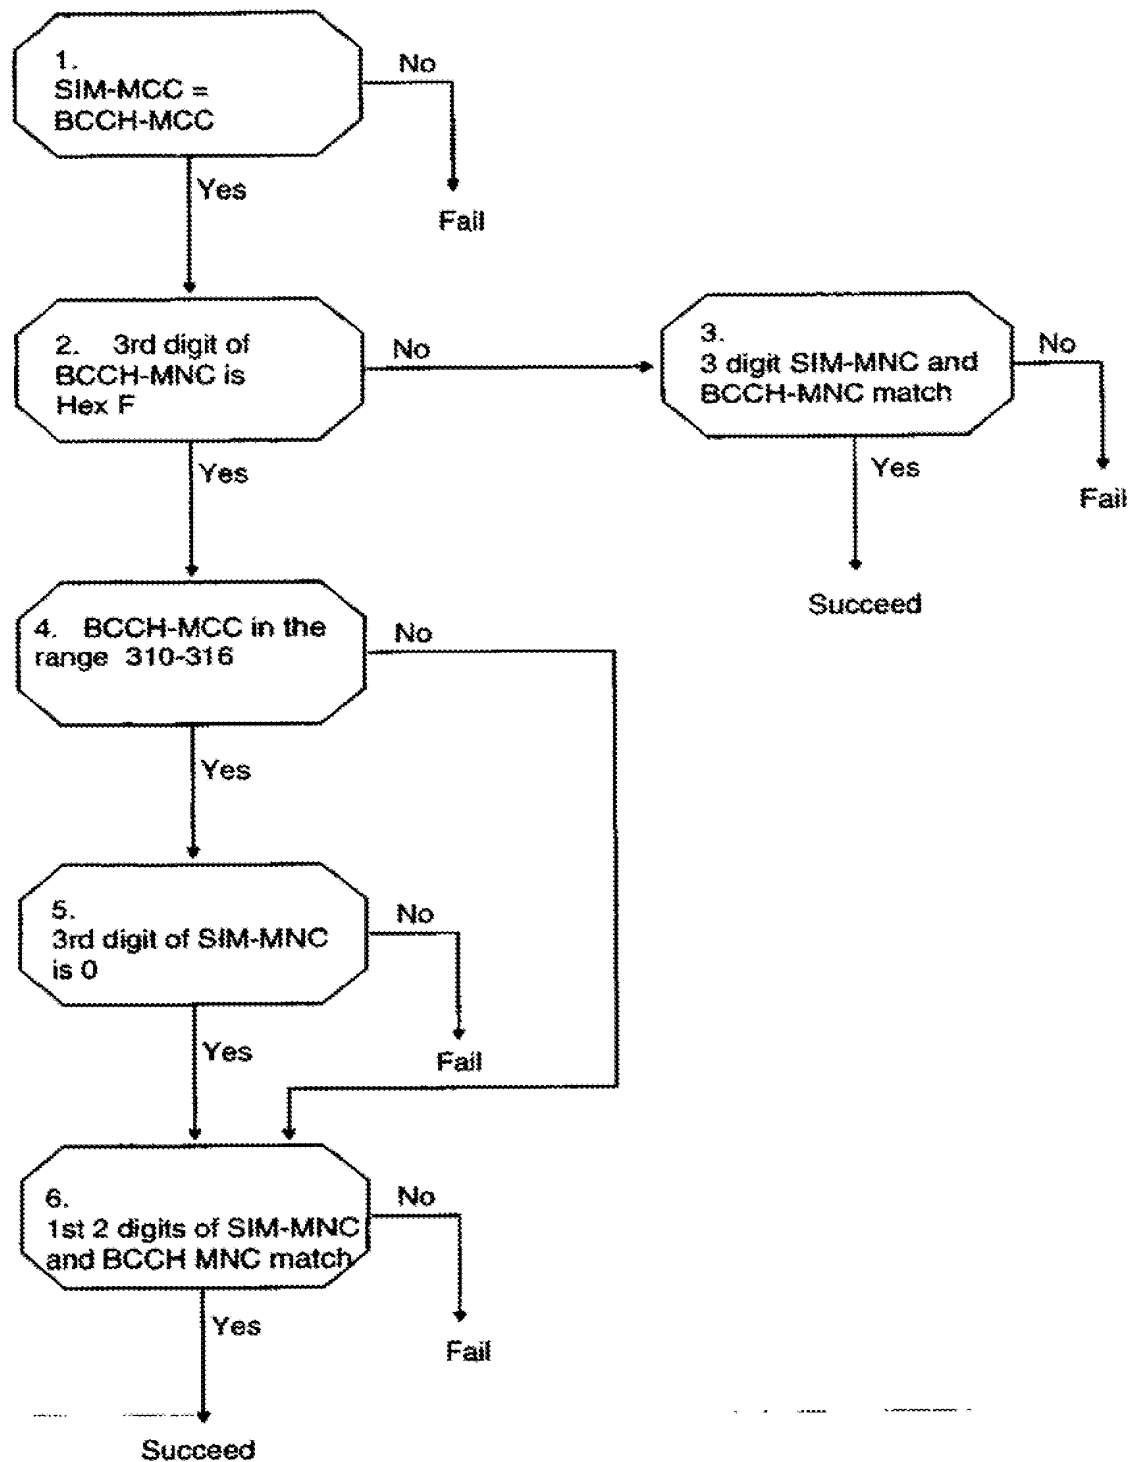 1.
SIM-MCC =
BCCH-MCC
No
Fail
Yes
2. 3rd digit of
BCCH-MNC is
Hex F
No
3.
3 digit SIM-MNC and
BCCH-MNC match
No
Fail
Yes
Succeed
Yes
4. BCCH-MCC in the
range 310-316
No
Yes
5.
3rd digit of SIM-MNC
is 0
No
Fail
Yes
6.
1st 2 digits of SIM-MNC
and BCCH MNC match
No
Fail
Yes
Succeed